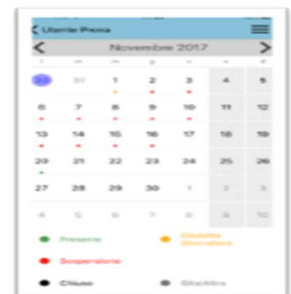 Utente Prova
Novembre 2017
30 31 1 2 3 4 5
6 7 8 9 10 11 12
13 14 15 16 17 18 19
20 21 22 23 24 25 26
27 28 29 30 1 2 3
4 5 6 7 8 9 10
Presente
Giornaliera
Sospensione
Chiuso